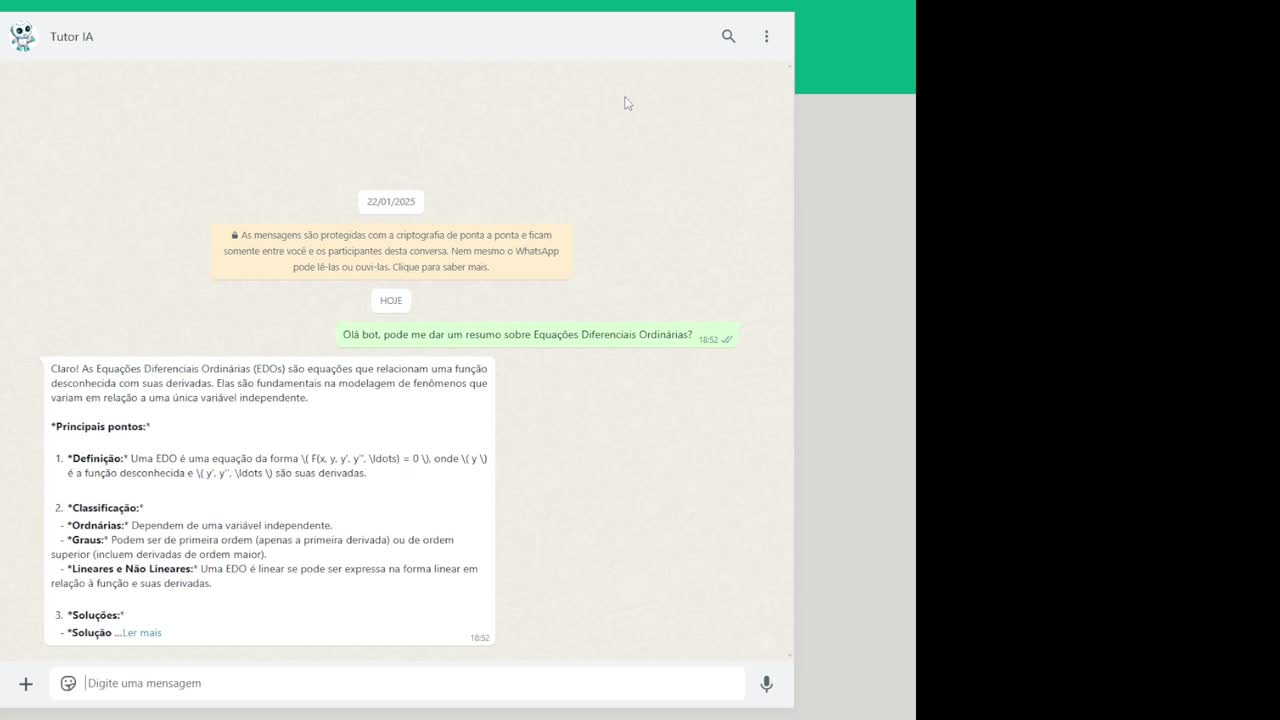 Tutor IA
22/01/2025
As mensagens são protegidas com a criptografia de ponta a ponta e ficam
somente entre você e os participantes desta conversa. Nem mesmo o WhatsApp
pode lê-las ou ouvi-las. Clique para saber mais.
HOJE
Olá bot, pode me dar um resumo sobre Equações Diferenciais Ordinárias? 18:52
Claro! As Equações Diferenciais Ordinárias (EDOs) são equações que relacionam uma função
desconhecida com suas derivadas. Elas são fundamentais na modelagem de fenômenos que
variam em relação a uma única variável independente.
*Principais pontos:*
1. *Definição:* Uma EDO é uma equação da forma \( F(x, y, y', y'', \ldots) = 0 \), onde \( y \)
é a função desconhecida e \( y', y'', \ldots \) são suas derivadas.
2. *Classificação:*
- *Ordnárias:* Dependem de uma variável independente.
- *Graus:* Podem ser de primeira ordem (apenas a primeira derivada) ou de ordem
superior (incluem derivadas de ordem maior).
- *Lineares e Não Lineares:* Uma EDO é linear se pode ser expressa na forma linear em
relação à função e suas derivadas.
3. *Soluções:*
- *Solução ...Ler mais
18:52
Digite uma mensagem